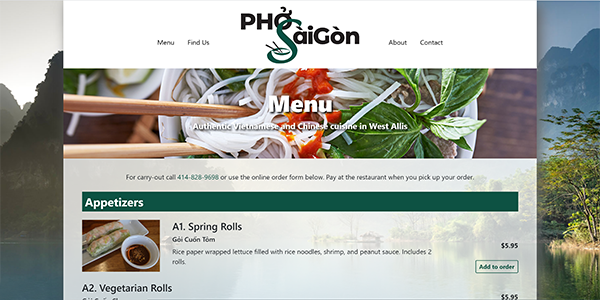 PHỞ
SàiGòn
Menu Find Us About Contact
Menu
Authentic Vietnamese and Chinese cuisine in West Allis
For carry-out call 414-828-9698 or use the online order form below. Pay at the restaurant when you pick up your order.
Appetizers
A1. Spring Rolls
Gỏi Cuốn Tôm
$5.95
Rice paper wrapped lettuce filled with rice noodles, shrimp, and peanut sauce. Includes 2
rolls.
Add to order
A2. Vegetarian Rolls
$5.95